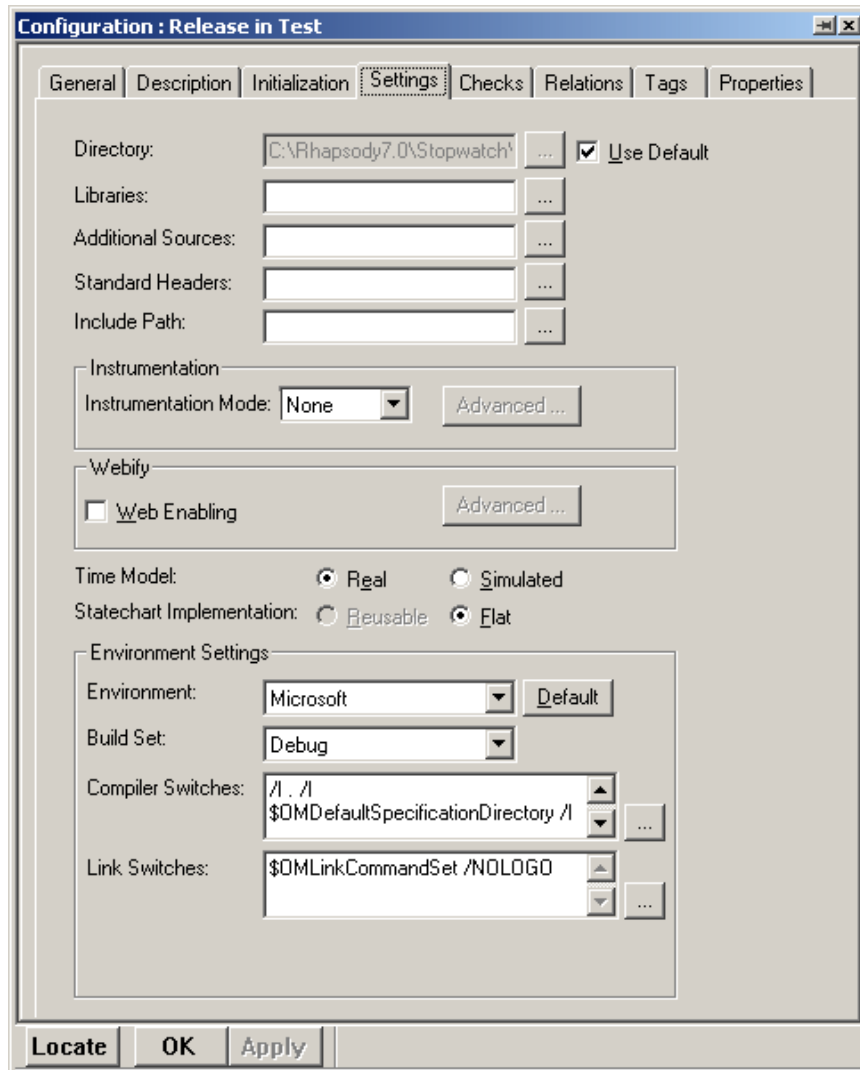 Configuration : Release in Test
General Description Initialization Settings Checks Relations Tags Properties
Directory: C:\Rhapsody7.0\Stopwatch\ ... Use Default
Libraries: ...
Additional Sources: ...
Standard Headers: ...
Include Path: ...
Instrumentation
Instrumentation Mode: None Advanced ...
Webify
Web Enabling Advanced ...
Time Model: Real Simulated
Statechart Implementation: Reusable Flat
Environment Settings
Environment: Microsoft Default
Build Set: Debug
Compiler Switches: /I . /I
$OMDefaultSpecificationDirectory /I ...
Link Switches: $OMLinkCommandSet /NOLOGO
...
Locate OK Apply